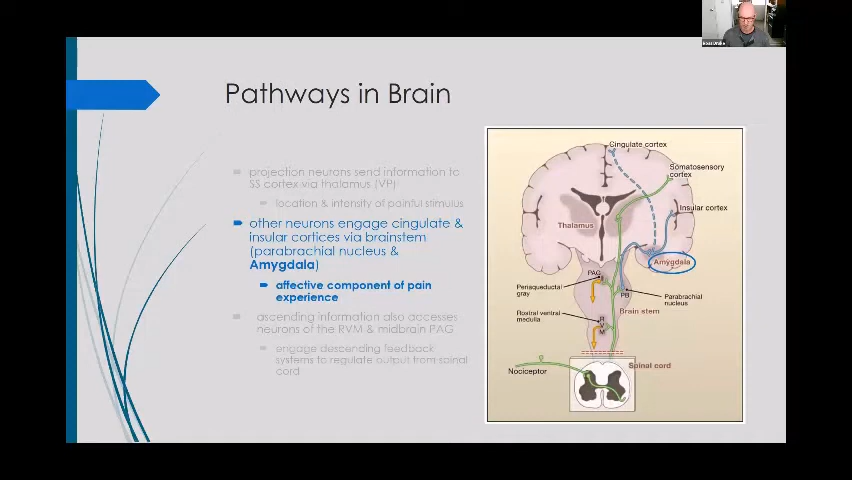 Ross Drake
Pathways in Brain
projection neurons send information to
SS cortex via thalamus (VP)
location & intensity of painful stimulus
other neurons engage cingulate &
insular cortices via brainstem
(parabrachial nucleus &
Amygdala)
affective component of pain
experience
ascending information also accesses
neurons of the RVM & midbrain PAG
engage descending feedback
systems to regulate output from spinal
cord
Cingulate cortex
Somatosensory
cortex
Insular cortex
Thalamus
Amygdala
PAG
Periaqueductal
gray
PB
Parabrachial
nucleus
Rostral ventral
medulla
R
V
M
Brain stem
Spinal cord
Nociceptor